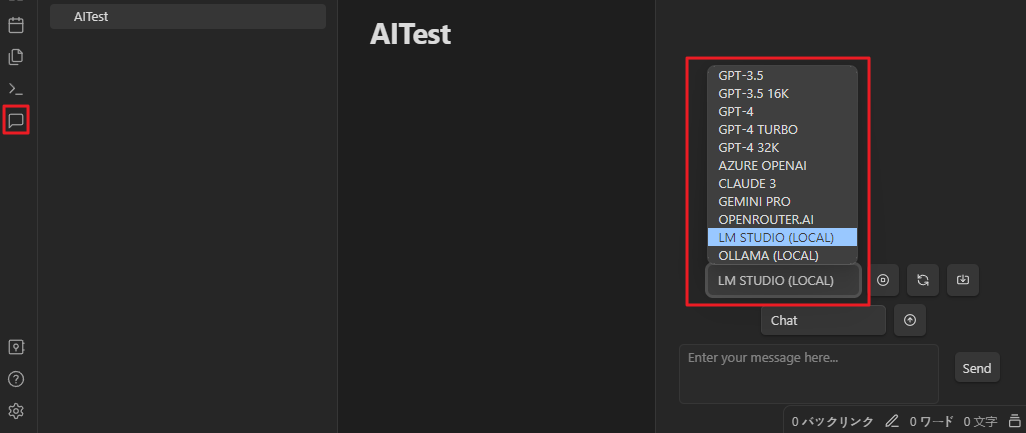 AITest
AITest
GPT-3.5
GPT-3.5 16K
GPT-4
GPT-4 TURBO
GPT-4 32K
AZURE OPENAI
CLAUDE 3
GEMINI PRO
OPENROUTER.AI
LM STUDIO (LOCAL)
OLLAMA (LOCAL)
LM STUDIO (LOCAL)
Chat
Enter your message here...
Send
0 バックリンク 0 ワード 0 文字